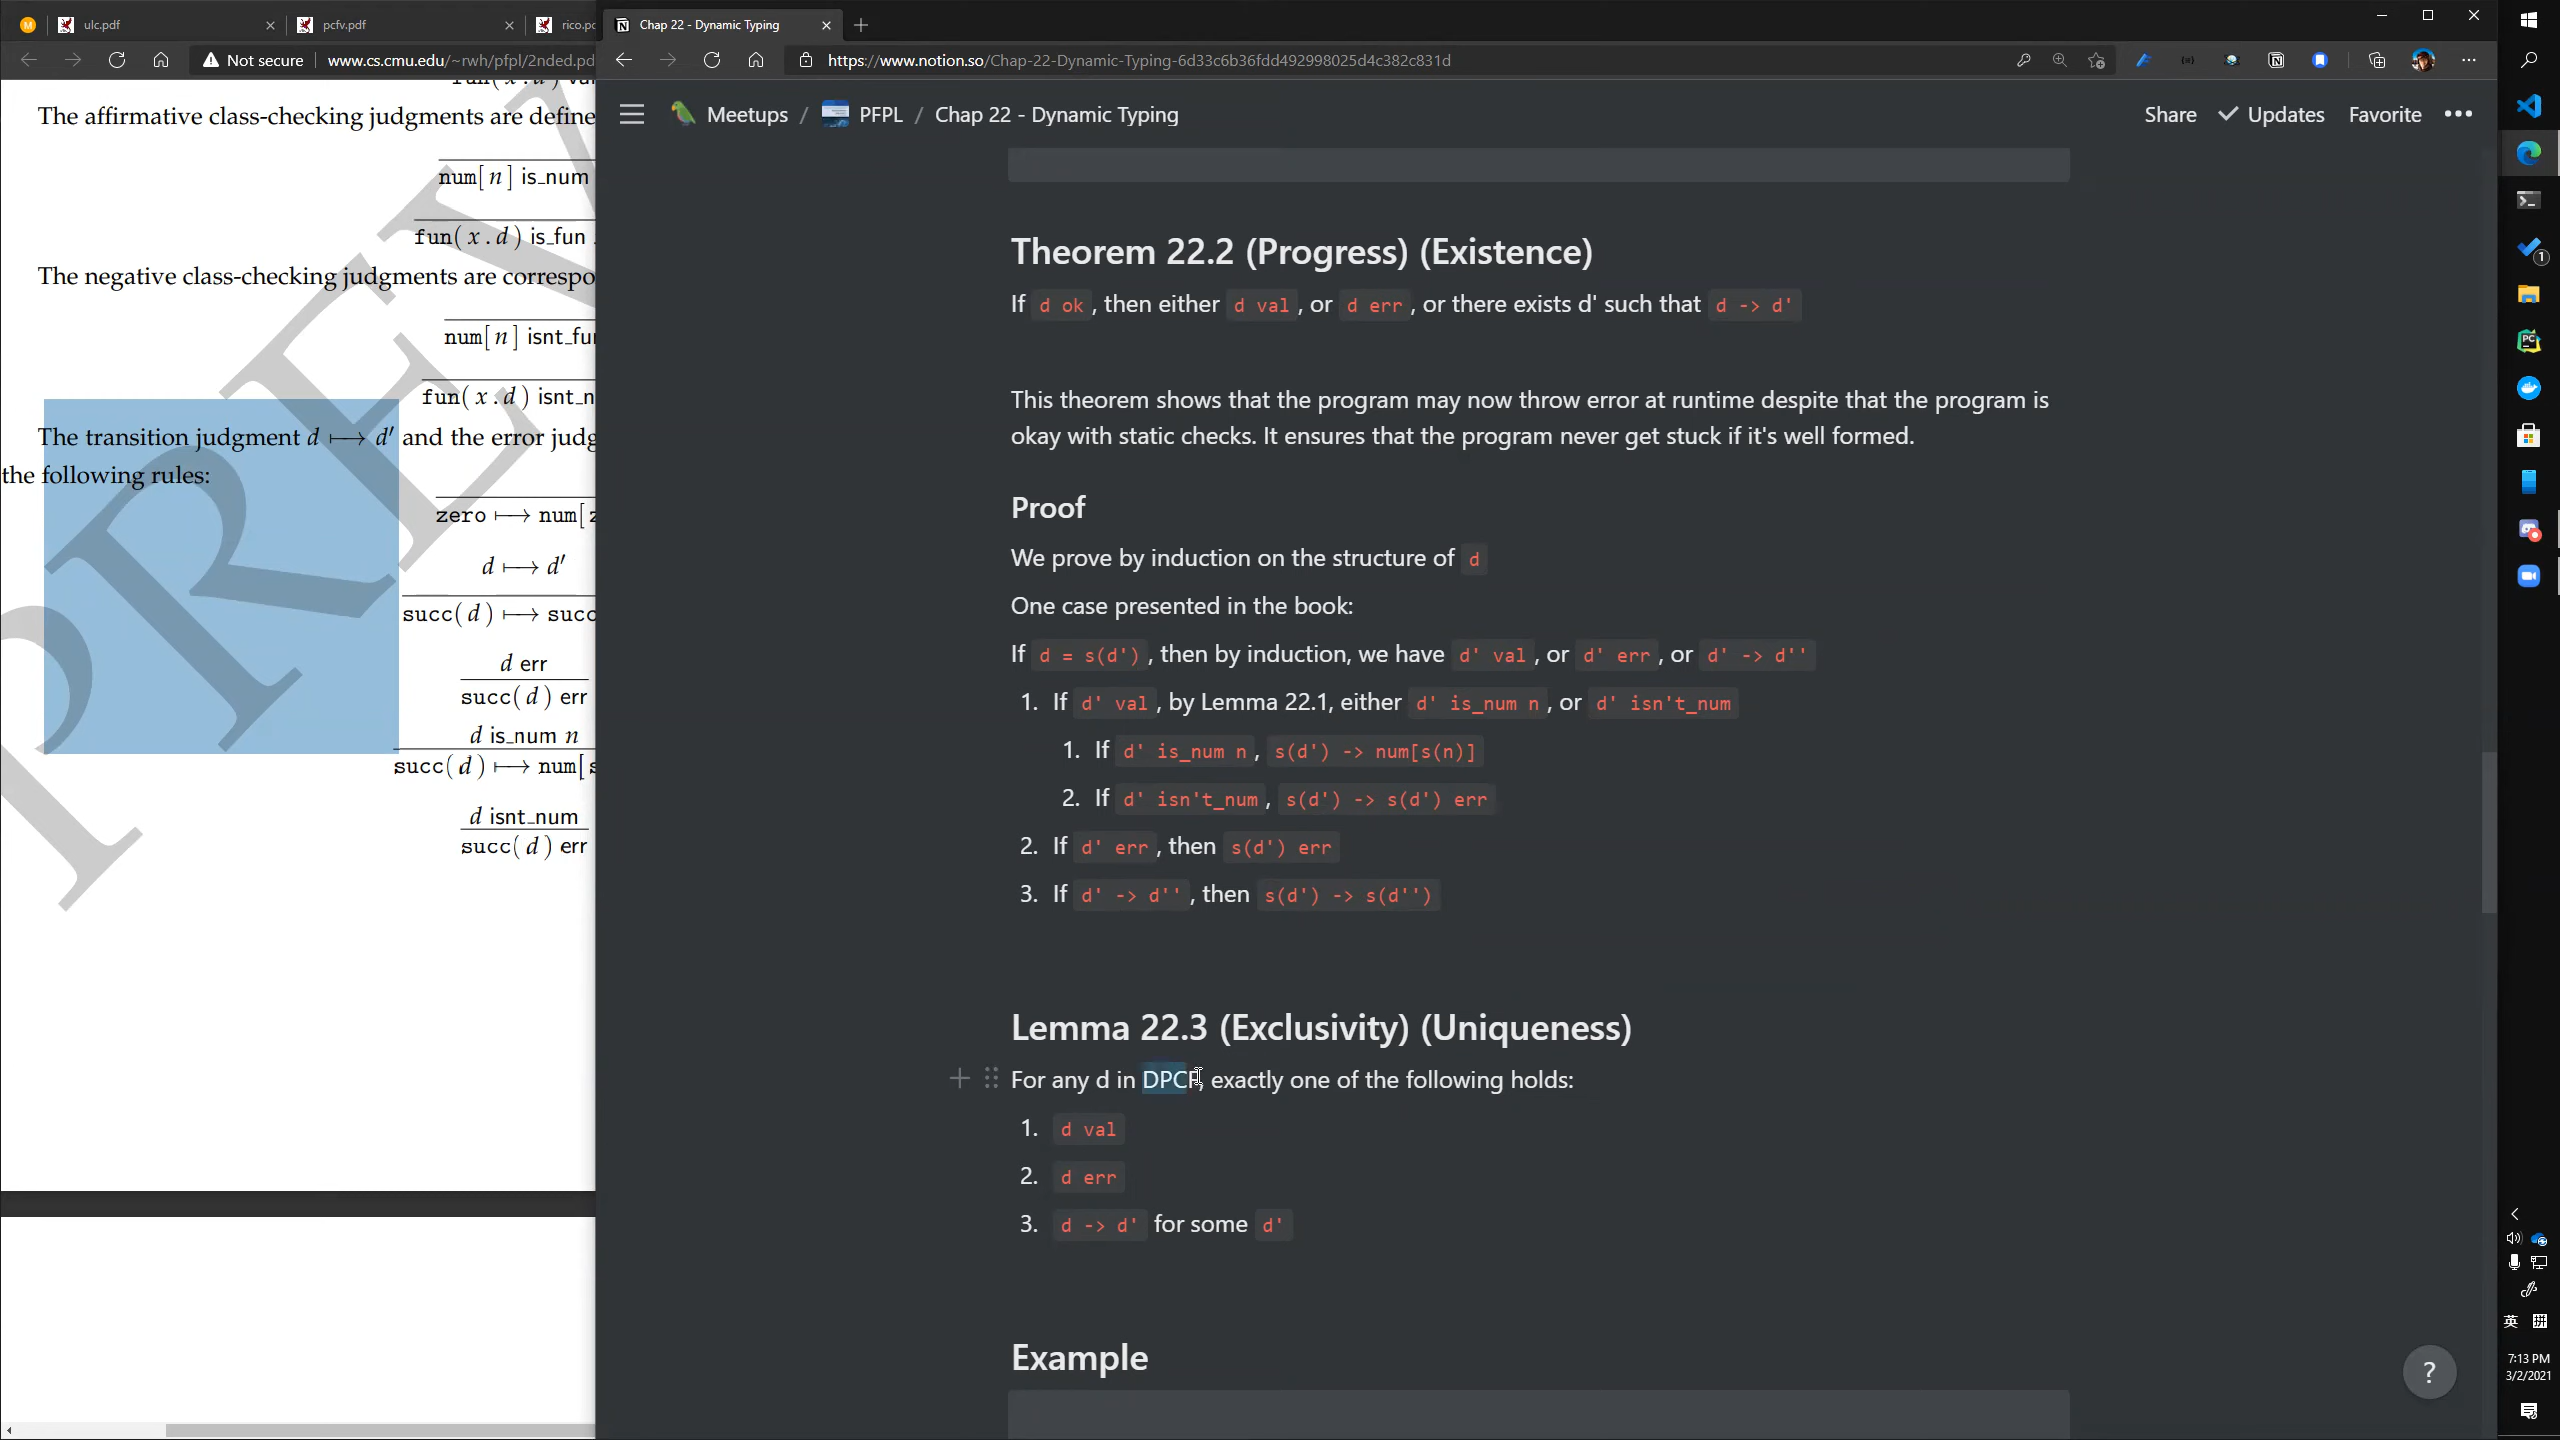 ulc.pdf
pcfv.pdf
rico.pd
Chap 22 - Dynamic Typing
Not secure
www.cs.cmu.edu/~rwh/pfpl/2nded.pd
https://www.notion.so/Chap-22-Dynamic-Typing-6d33c6b36fdd492998025d4c382c831d
Meetups / PFPL / Chap 22 - Dynamic Typing
Share Updates Favorite
The affirmative class-checking judgments are define
num[ n ] is_num
fun( x . d ) is_fun
The negative class-checking judgments are correspo
num[ n ] isnt_fu
fun( x . d ) isnt_n
The transition judgment d ⟼ d′ and the error judg
the following rules:
zero ⟼ num[ z
d ⟼ d′
succ( d ) ⟼ succ
d err
succ( d ) err
d is_num n
succ( d ) ⟼ num[ s
d isnt_num
succ( d ) err
Theorem 22.2 (Progress) (Existence)
If d ok , then either d val , or d err , or there exists d' such that d -> d'
This theorem shows that the program may now throw error at runtime despite that the program is
okay with static checks. It ensures that the program never get stuck if it's well formed.
Proof
We prove by induction on the structure of d
One case presented in the book:
If d = s(d') , then by induction, we have d' val , or d' err , or d' -> d''
1. If d' val , by Lemma 22.1, either d' is_num n , or d' isn't_num
1. If d' is_num n , s(d') -> num[s(n)]
2. If d' isn't_num , s(d') -> s(d') err
2. If d' err , then s(d') err
3. If d' -> d'' , then s(d') -> s(d'')
Lemma 22.3 (Exclusivity) (Uniqueness)
For any d in DPCF, exactly one of the following holds:
1. d val
2. d err
3. d -> d' for some d'
Example
?
1
英
7:13 PM
3/2/2021